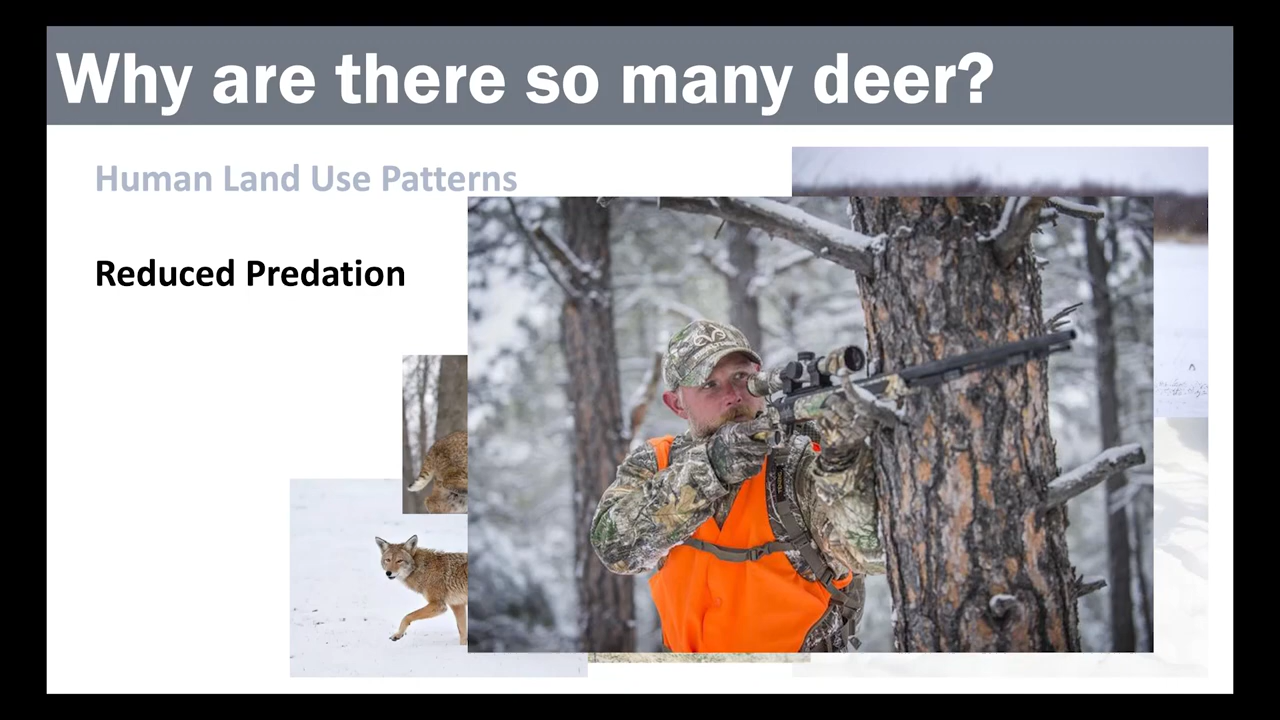 Why are there so many deer?
Human Land Use Patterns
Reduced Predation